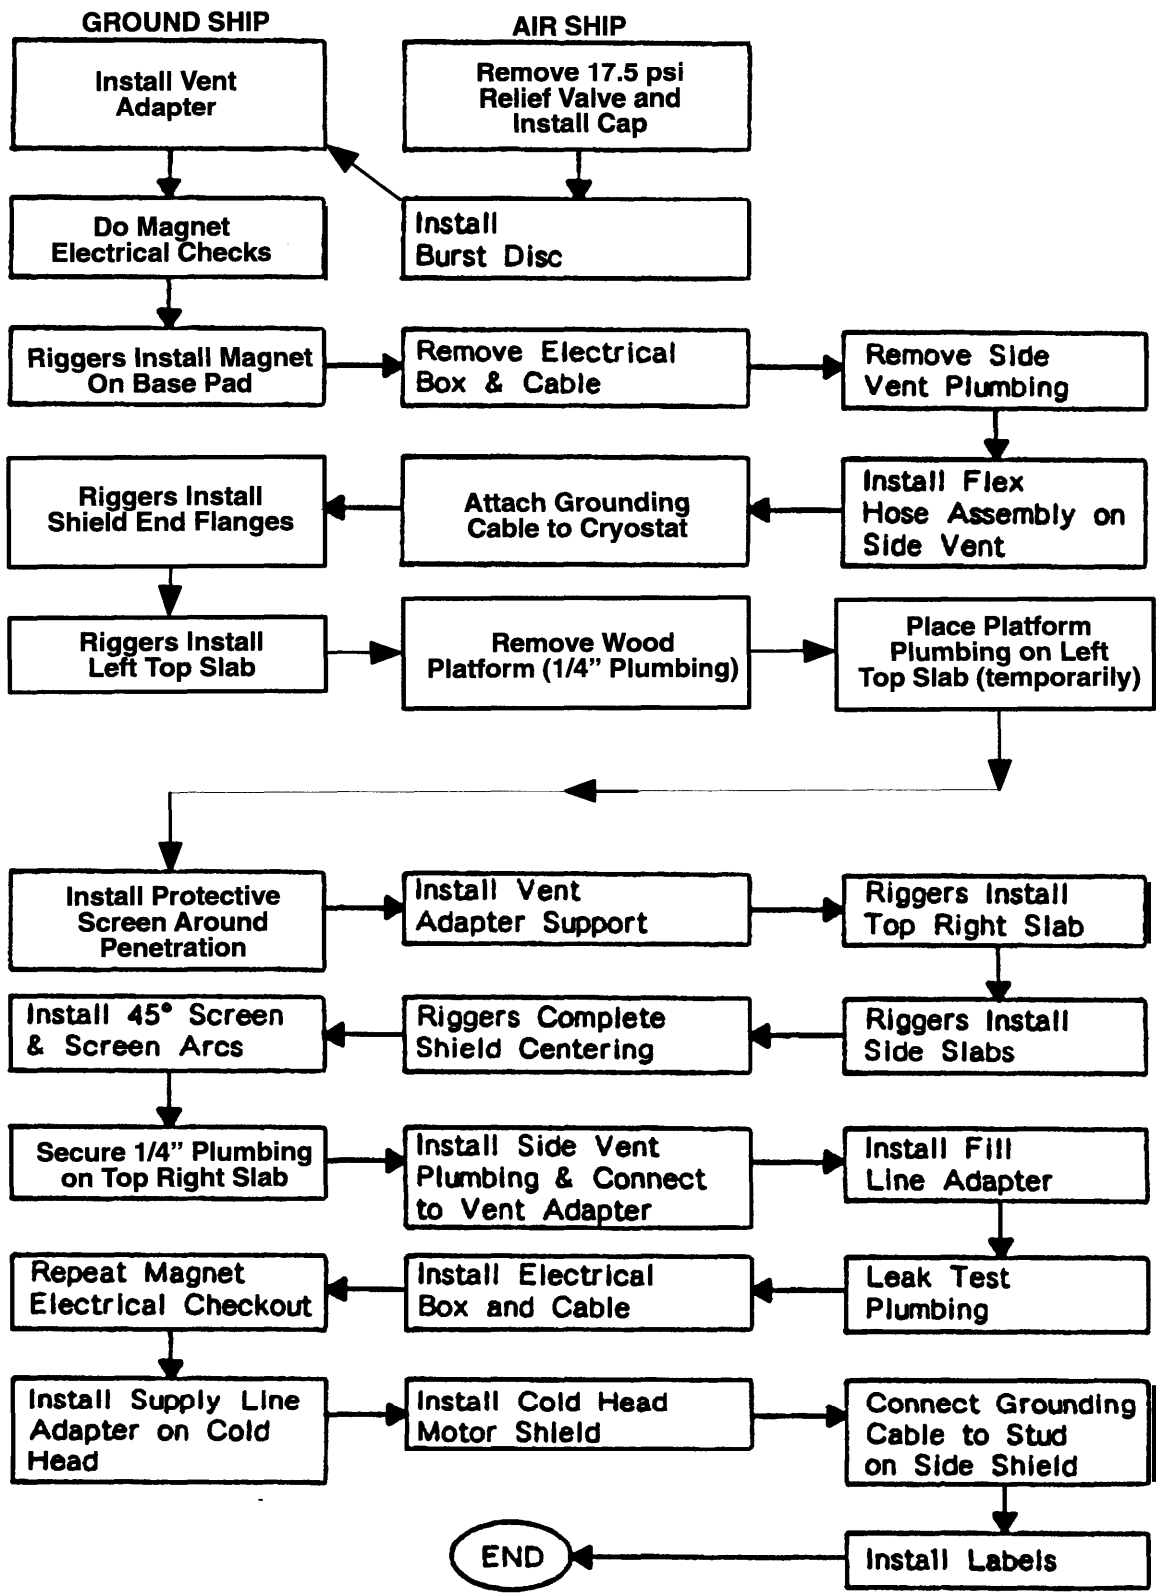 GROUND SHIP
AIR SHIP
Install Vent
Adapter
Remove 17.5 psi
Relief Valve and
Install Cap
Do Magnet
Electrical Checks
Install
Burst Disc
Riggers Install Magnet
On Base Pad
Remove Electrical
Box & Cable
Remove Side
Vent Plumbing
Riggers Install
Shield End Flanges
Attach Grounding
Cable to Cryostat
Install Flex
Hose Assembly on
Side Vent
Riggers Install
Left Top Slab
Remove Wood
Platform (1/4” Plumbing)
Place Platform
Plumbing on Left
Top Slab (temporarily)
Install Protective
Screen Around
Penetration
Install Vent
Adapter Support
Riggers Install
Top Right Slab
Install 45° Screen
& Screen Arcs
Riggers Complete
Shield Centering
Riggers Install
Side Slabs
Secure 1/4” Plumbing
on Top Right Slab
Install Side Vent
Plumbing & Connect
to Vent Adapter
Install Fill
Line Adapter
Repeat Magnet
Electrical Checkout
Install Electrical
Box and Cable
Leak Test
Plumbing
Install Supply Line
Adapter on Cold
Head
Install Cold Head
Motor Shield
Connect Grounding
Cable to Stud
on Side Shield
END
Install Labels